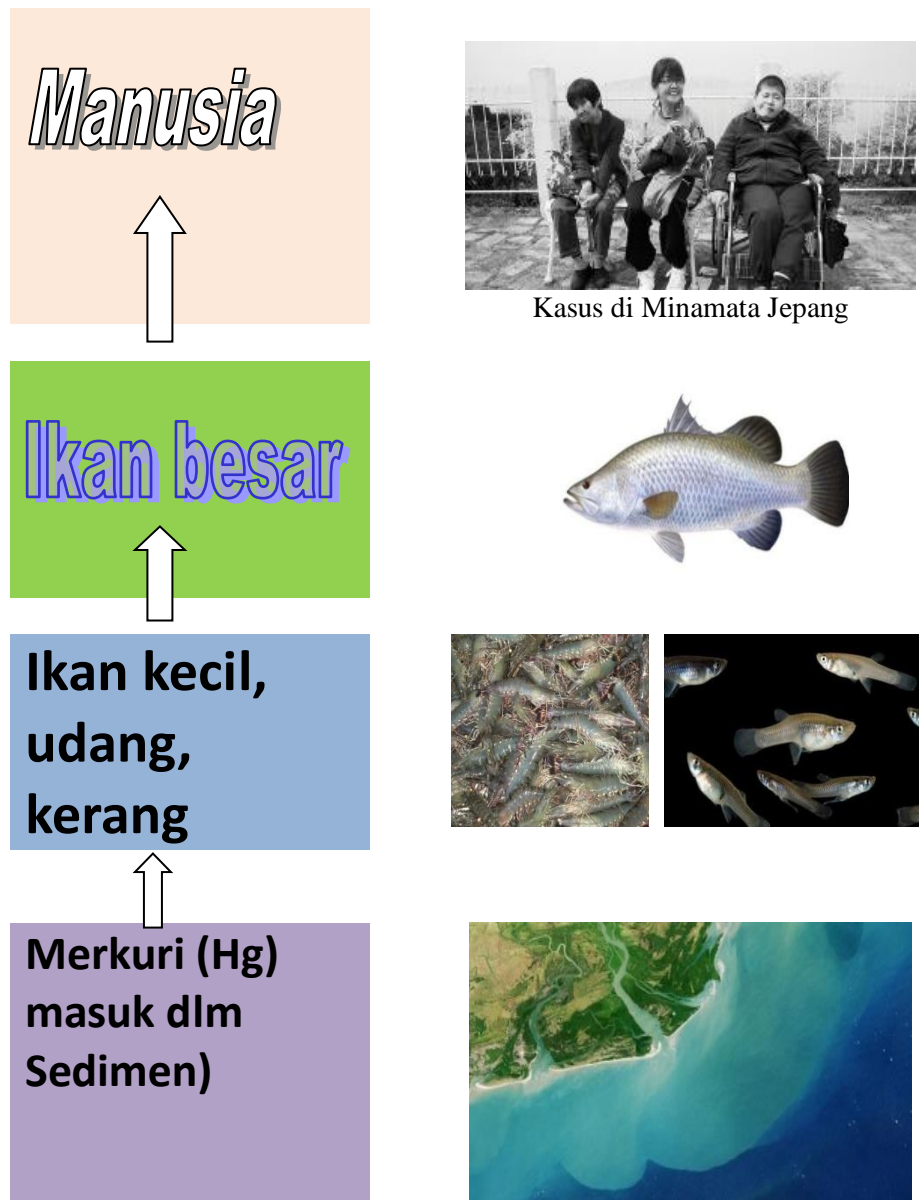 Manusia
Kasus di Minamata Jepang
Ikan besar
Ikan kecil,
udang,
kerang
Merkuri (Hg)
masuk dlm
Sedimen)